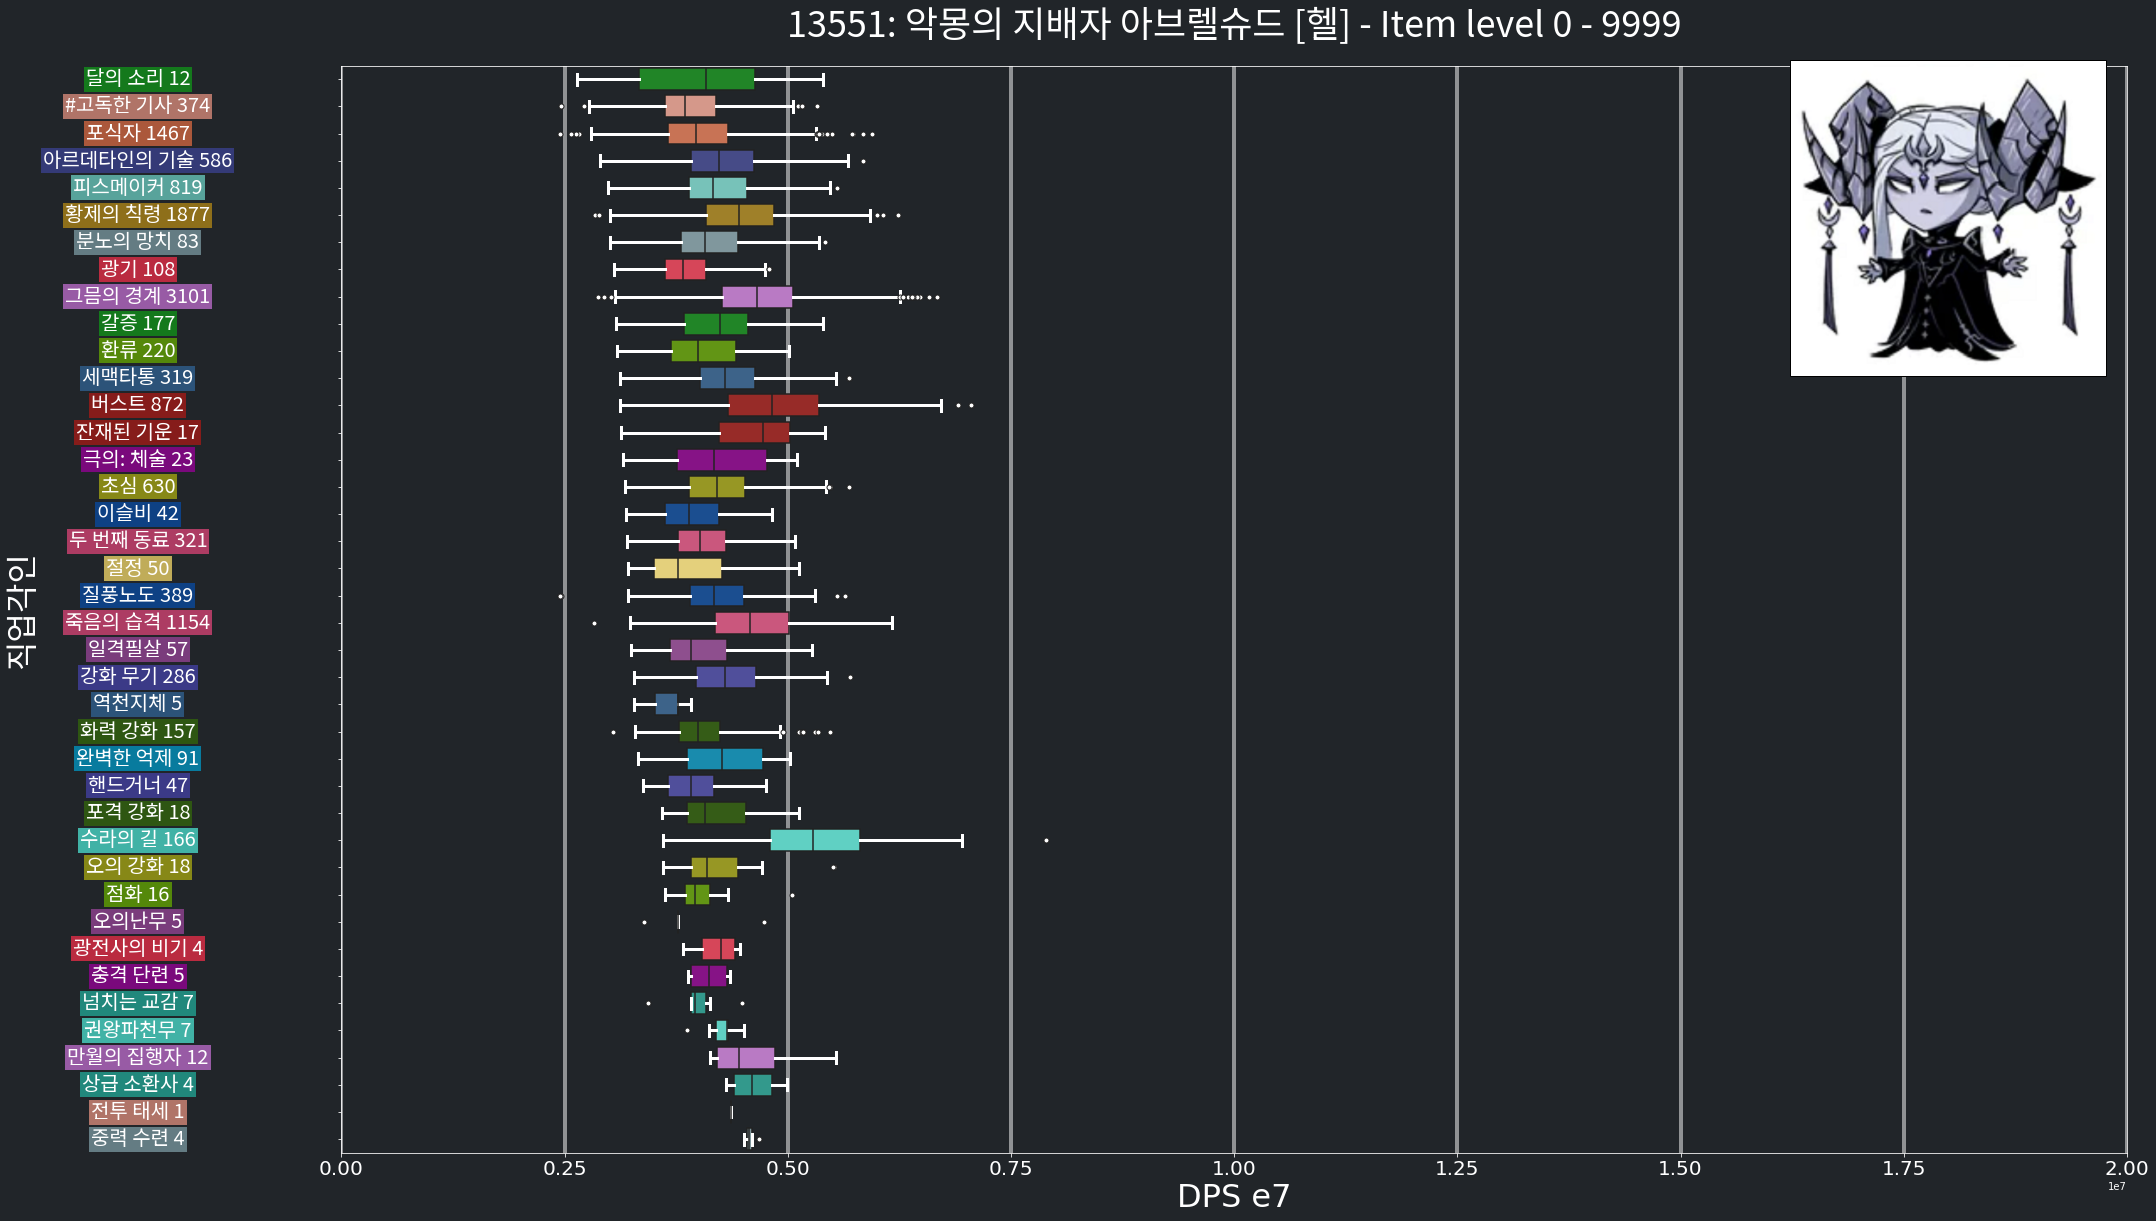 13551: 악몽의 지배자 아브렐슈드 [헬] - Item level 0 - 9999
직업각인
달의 소리 12
#고독한 기사 374
포식자 1467
아르데타인의 기술 586
피스메이커 819
황제의 칙령 1877
분노의 망치 83
광기 108
그믐의 경계 3101
갈증 177
환류 220
세맥타통 319
버스트 872
잔재된 기운 17
극의: 체술 23
초심 630
이슬비 42
두 번째 동료 321
절정 50
질풍노도 389
죽음의 습격 1154
일격필살 57
강화 무기 286
역천지체 5
화력 강화 157
완벽한 억제 91
핸드거너 47
포격 강화 18
수라의 길 166
오의 강화 18
점화 16
오의난무 5
광전사의 비기 4
충격 단련 5
넘치는 교감 7
권왕파천무 7
만월의 집행자 12
상급 소환사 4
전투 태세 1
중력 수련 4
0.00 0.25 0.50 0.75 1.00 1.25 1.50 1.75 2.00
1e7
DPS e7